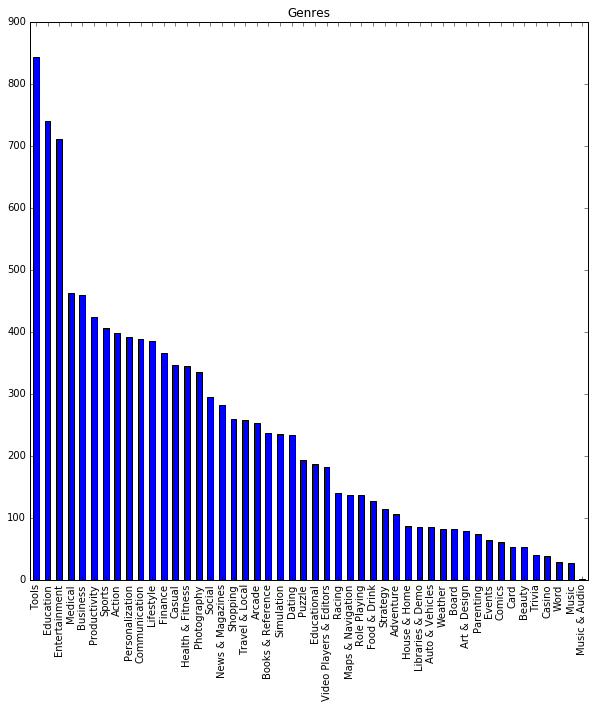 Genres
900
800
700
600
500
400
300
200
100
0
Tools
Education
Entertainment
Medical
Business
Productivity
Sports
Action
Personalization
Communication
Lifestyle
Finance
Casual
Health & Fitness
Photography
Social
News & Magazines
Shopping
Travel & Local
Arcade
Books & Reference
Simulation
Dating
Puzzle
Educational
Video Players & Editors
Racing
Maps & Navigation
Role Playing
Food & Drink
Strategy
Adventure
House & Home
Libraries & Demo
Auto & Vehicles
Weather
Board
Art & Design
Parenting
Events
Comics
Card
Beauty
Trivia
Casino
Word
Music
Music & Audio